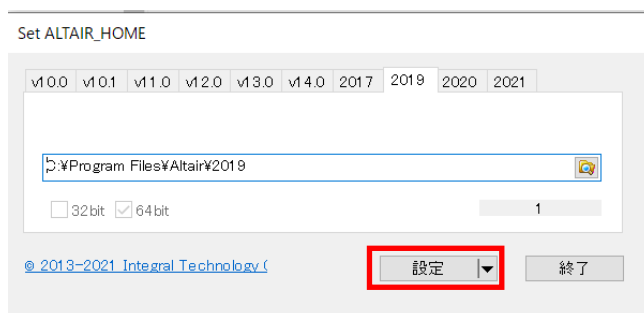 Set ALTAIR_HOME
v10.0 v10.1 v11.0 v12.0 v13.0 v14.0 2017 2019 2020 2021
C:¥Program Files¥Altair¥2019
32bit 64bit 1
© 2013-2021 Integral Technology (
設定 終了